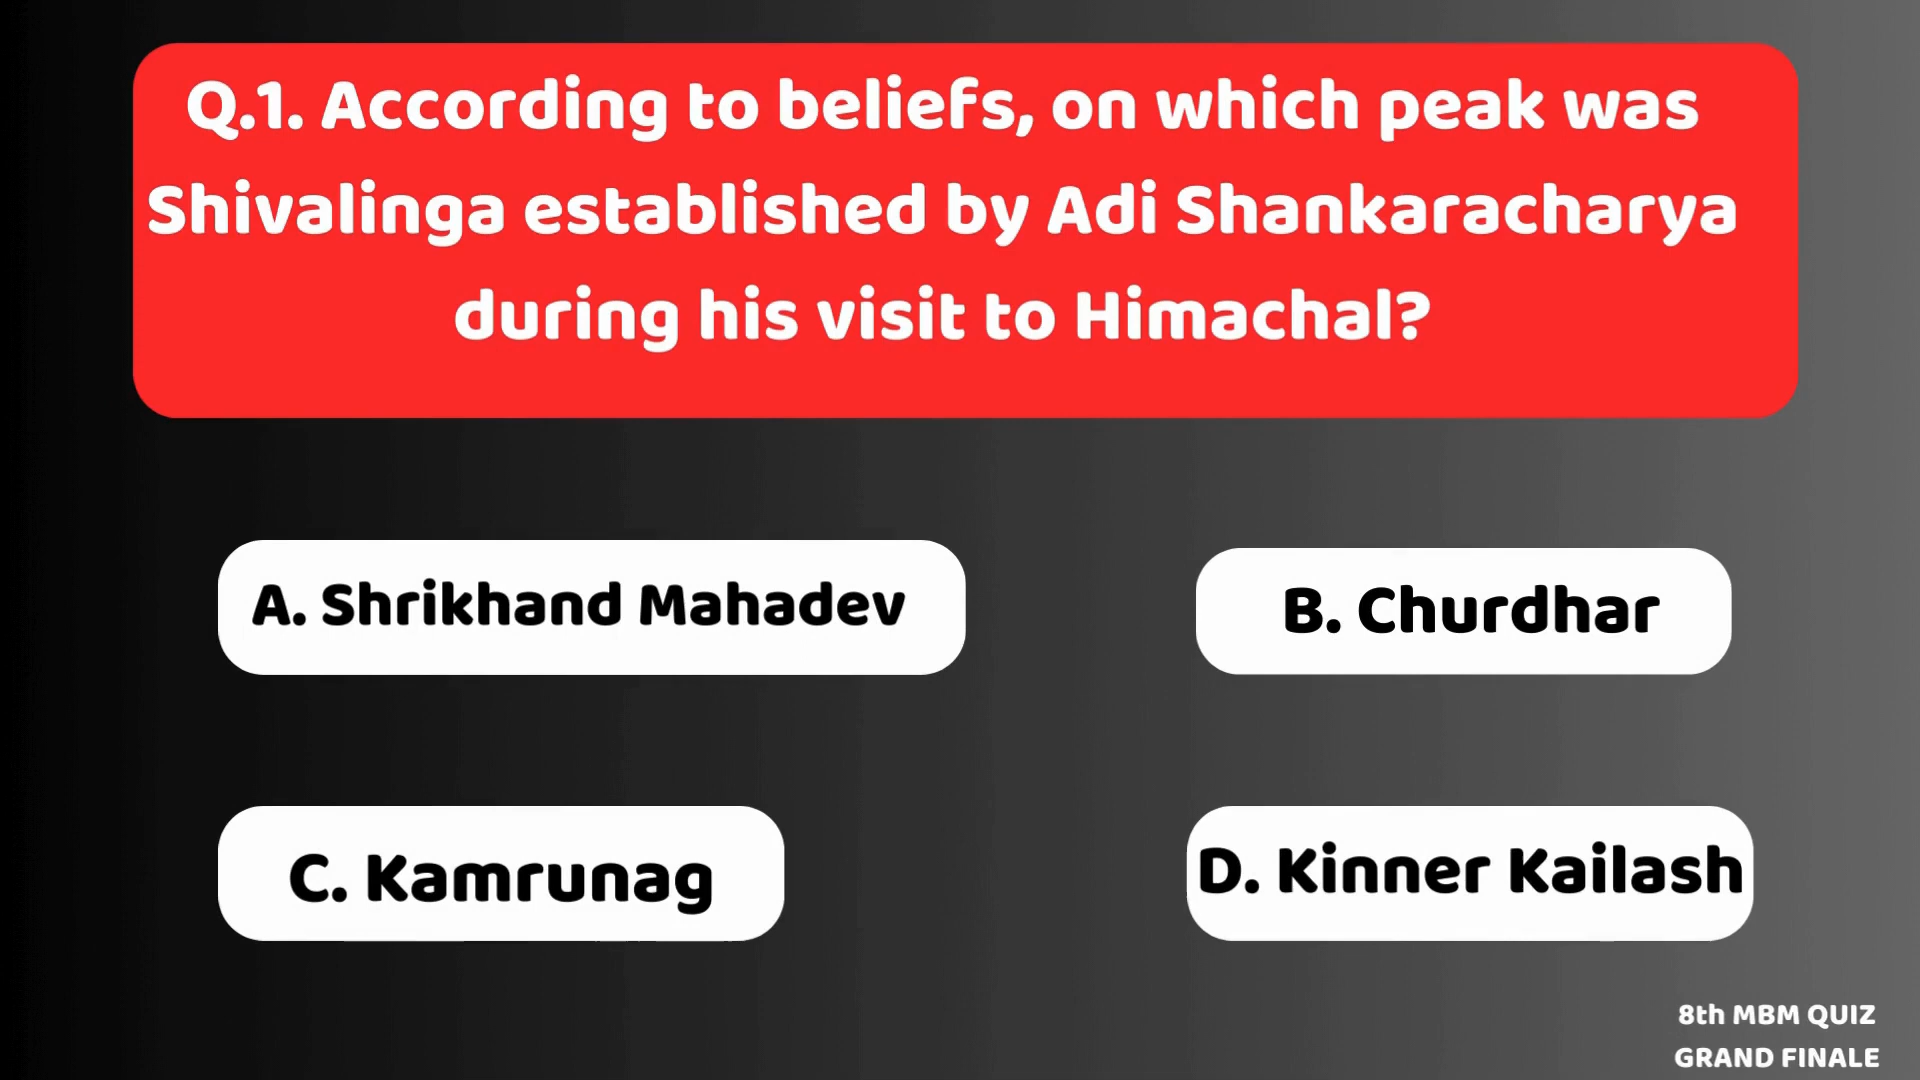 Q.1. According to beliefs, on which peak was
Shivalinga established by Adi Shankaracharya
during his visit to Himachal?
A. Shrikhand Mahadev
B. Churdhar
C. Kamrunag
D. Kinner Kailash
8th MBM QUIZ
GRAND FINALE